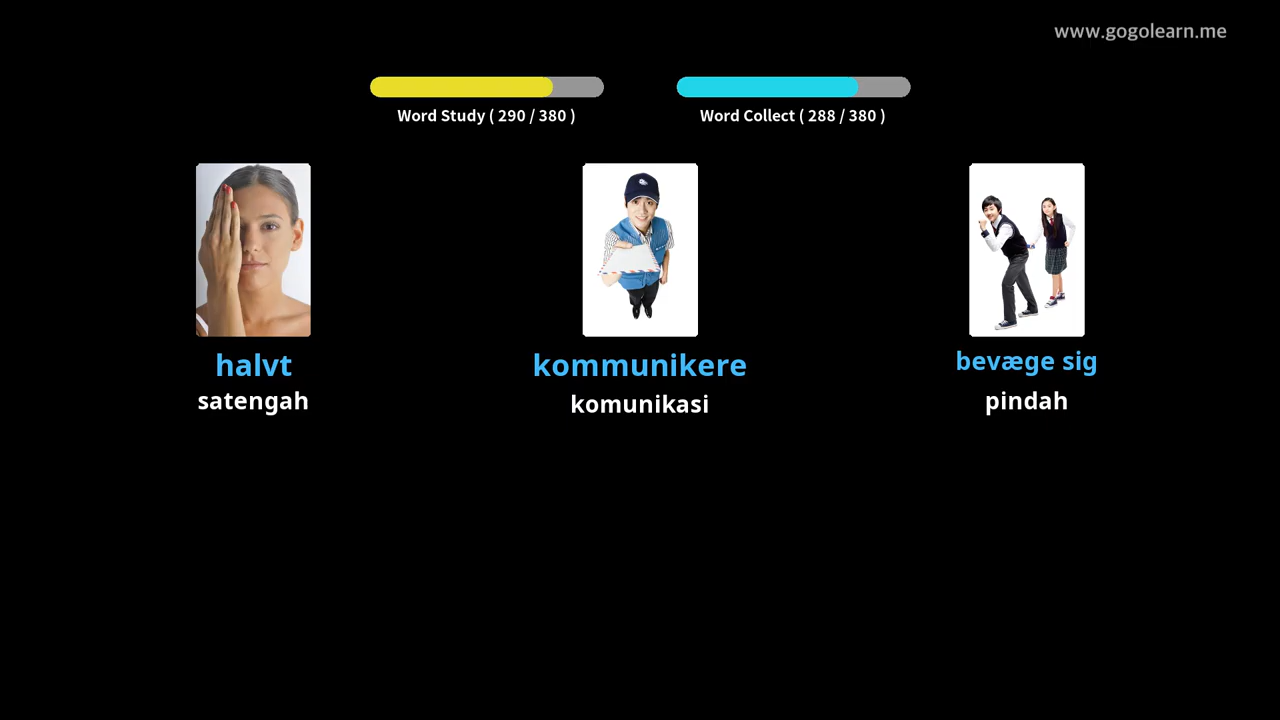 www.gogolearn.me
Word Study ( 290 / 380 )
Word Collect ( 288 / 380 )
halvt
kommunikere
bevæge sig
satengah
komunikasi
pindah